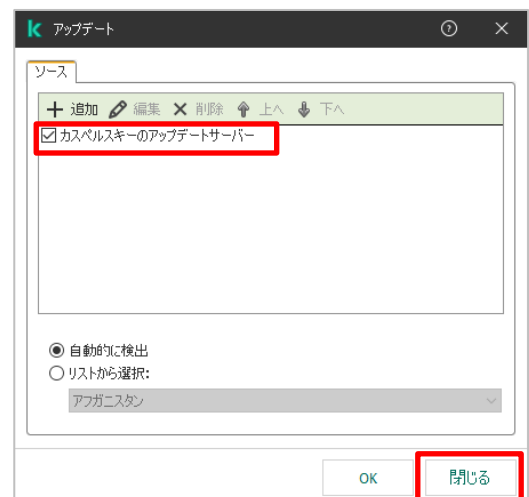 アップデート
ソース
追加 編集 削除 上へ 下へ
カスペルスキーのアップデートサーバー
自動的に検出
リストから選択:
アフガニスタン
OK 閉じる